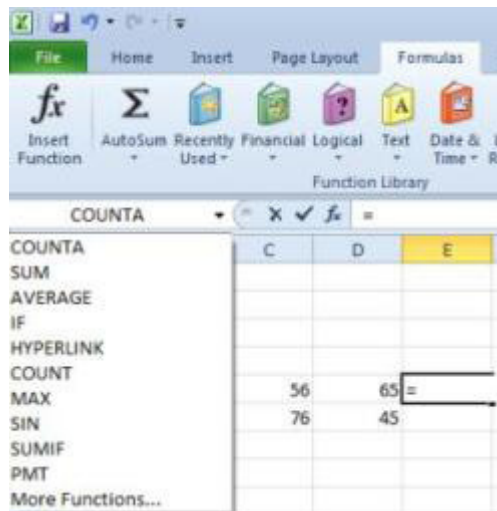 File Home Insert Page Layout Formulas
fx Σ ? A
Insert Function AutoSum Recently Used Financial Logical Text Date & Time
Function Library
COUNTA fx =
COUNTA C D E
SUM
AVERAGE
IF
HYPERLINK
COUNT
56 65 =
MAX
76 45
SIN
SUMIF
PMT
More Functions...